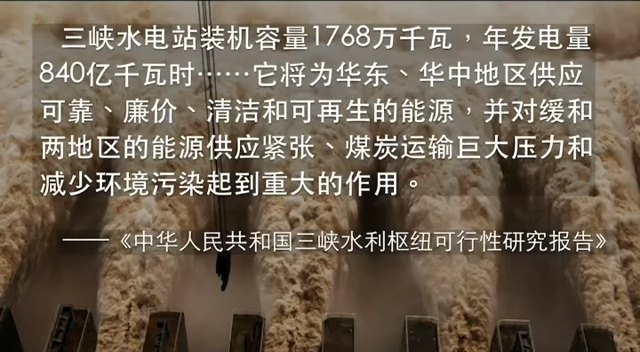 三峡水电站装机容量1768万千瓦，年发电量
840亿千瓦时……它将为华东、华中地区供应
可靠、廉价、清洁和可再生的能源，并对缓和
两地区的能源供应紧张、煤炭运输巨大压力和
减少环境污染起到重大的作用。
——《中华人民共和国三峡水利枢纽可行性研究报告》